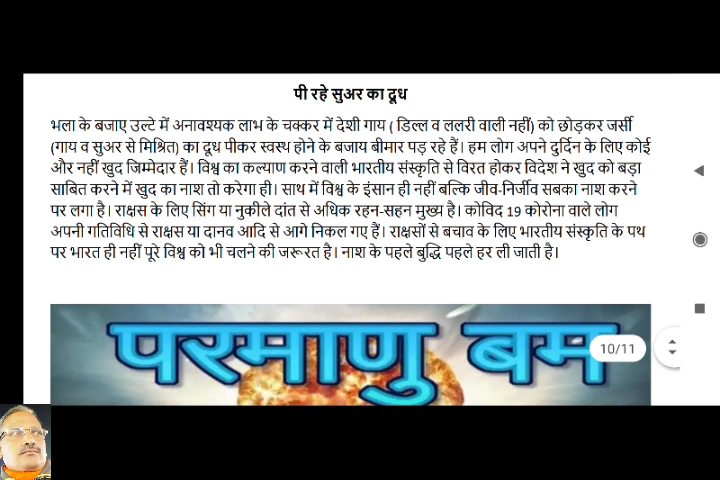 पी रहे सुअर का दूध
भला के बजाए उल्टे में अनावश्यक लाभ के चक्कर में देशी गाय ( डिल्ल व ललरी वाली नहीं) को छोड़कर जर्सी
(गाय व सुअर से मिश्रित) का दूध पीकर स्वस्थ होने के बजाय बीमार पड़ रहे हैं। हम लोग अपने दुर्दिन के लिए कोई
और नहीं खुद जिम्मेदार हैं। विश्व का कल्याण करने वाली भारतीय संस्कृति से विरत होकर विदेश ने खुद को बड़ा
साबित करने में खुद का नाश तो करेगा ही। साथ में विश्व के इंसान ही नहीं बल्कि जीव-निर्जीव सबका नाश करने
पर लगा है। राक्षस के लिए सिंग या नुकीले दांत से अधिक रहन-सहन मुख्य है। कोविद 19 कोरोना वाले लोग
अपनी गतिविधि से राक्षस या दानव आदि से आगे निकल गए हैं। राक्षसों से बचाव के लिए भारतीय संस्कृति के पथ
पर भारत ही नहीं पूरे विश्व को भी चलने की जरूरत है। नाश के पहले बुद्धि पहले हर ली जाती है।
परमाणु बम
10/11